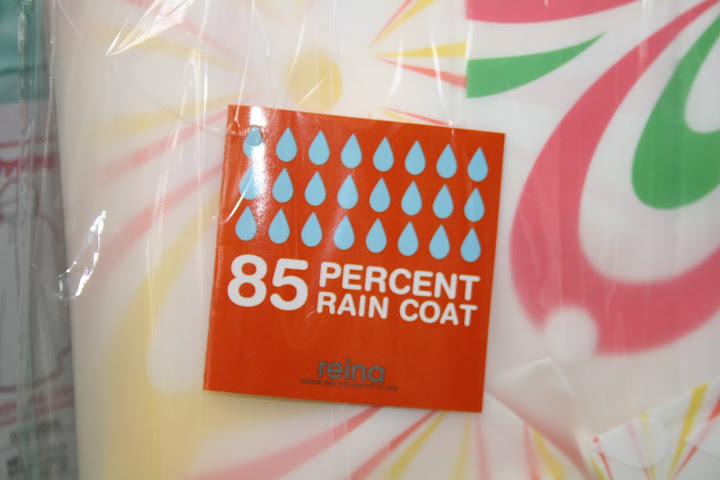 85 PERCENT
RAIN COAT
reina